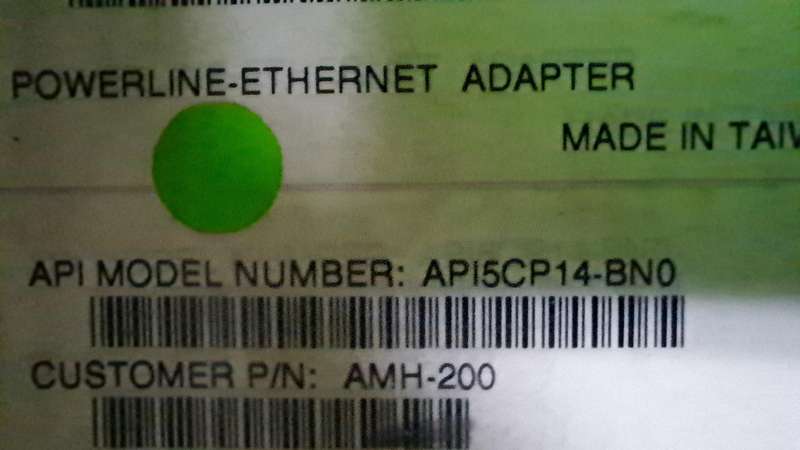 POWERLINE-ETHERNET ADAPTER
MADE IN TAIW
API MODEL NUMBER: API5CP14-BN0
CUSTOMER P/N: AMH-200